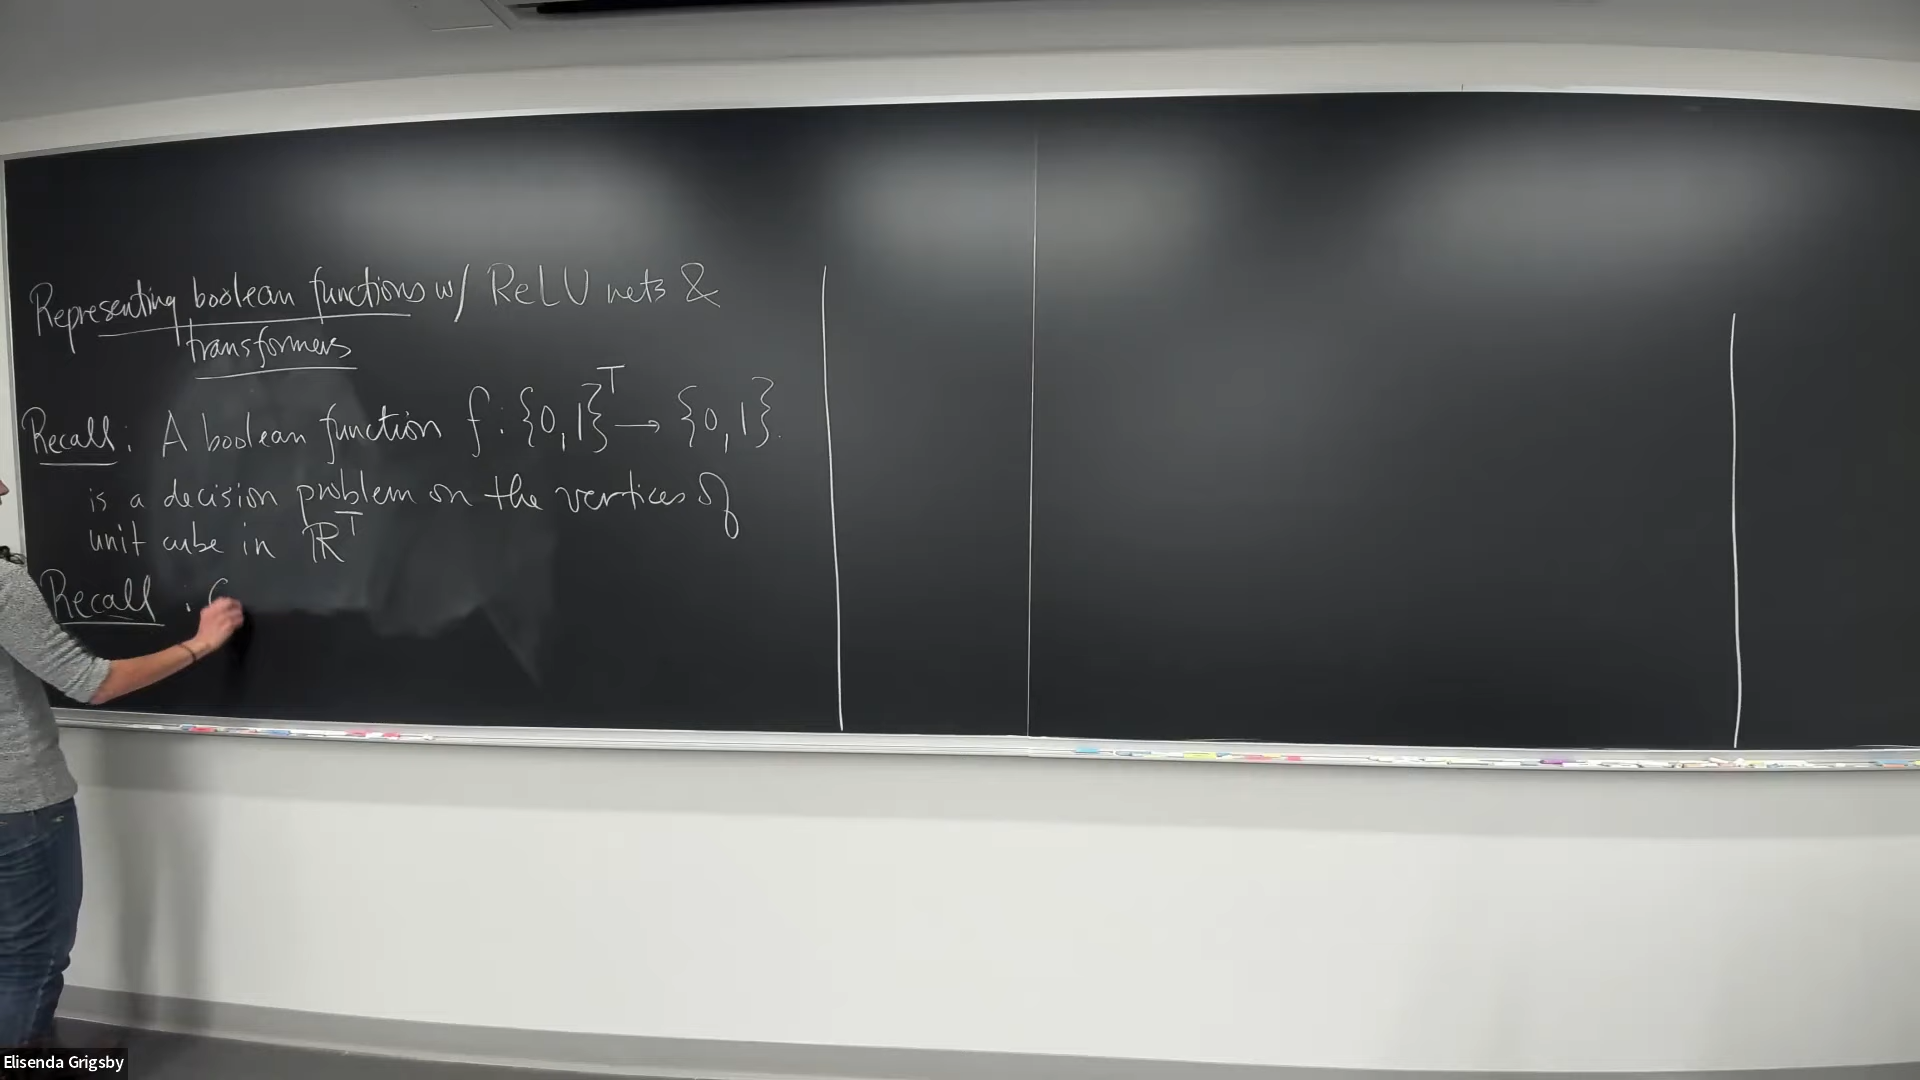 Representing boolean functions w/ ReLU nets &
transformers
Recall: A boolean function f: {0,1}^T → {0,1}.
is a decision problem on the vertices of
unit cube in ℝ^T
Recall :
Elisenda Grigsby